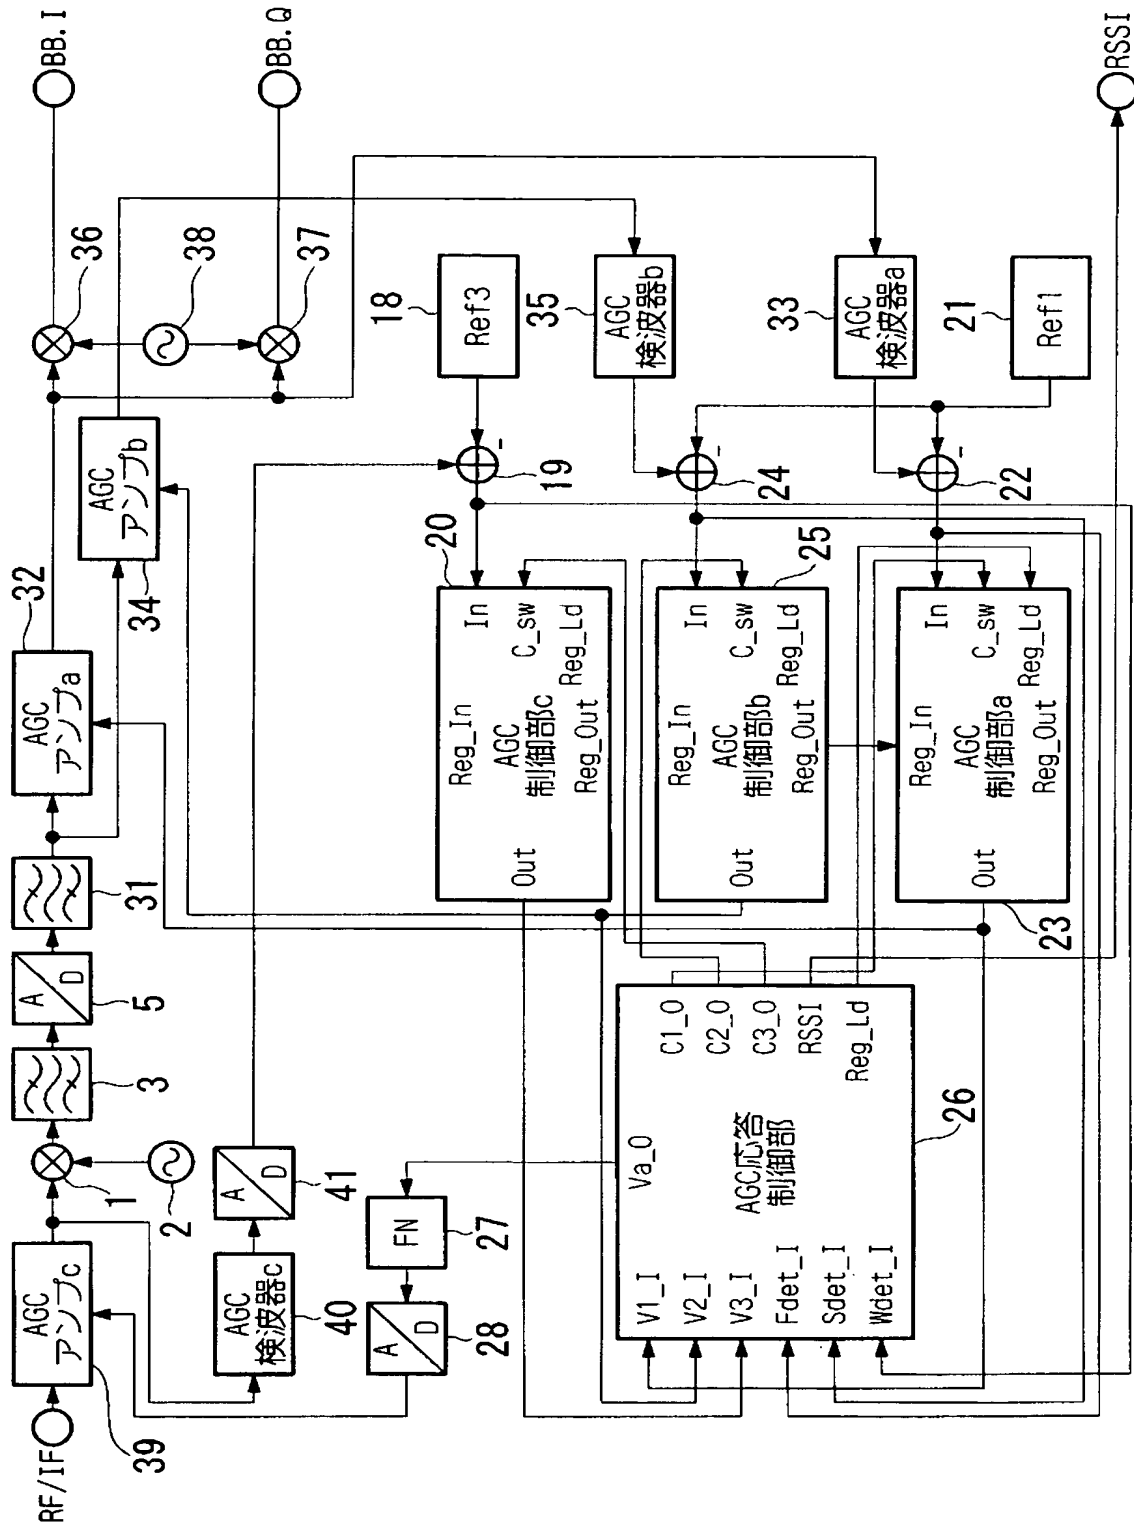 RF/IF
39
AGC
アンプc
1
2
3
A
D
5
31
AGC
アンプa
32
AGC
アンプb
34
36
38
37
BB.I
BB.Q
AGC
検波器c
40
A
D
41
FN
27
A
D
28
Ref3
18
-
19
AGC
検波器b
35
-
24
AGC
検波器a
33
-
22
Ref1
21
20
In
C_sw
Reg_Ld
Reg_In
AGC
制御部c
Reg_Out
Out
25
In
C_sw
Reg_Ld
Reg_In
AGC
制御部b
Reg_Out
Out
In
C_sw
Reg_Ld
Reg_In
AGC
制御部a
Reg_Out
Out
23
Va_O
AGC応答
制御部
V1_I
V2_I
V3_I
Fdet_I
Sdet_I
Wdet_I
C1_O
C2_O
C3_O
RSSI
Reg_Ld
26
RSSI